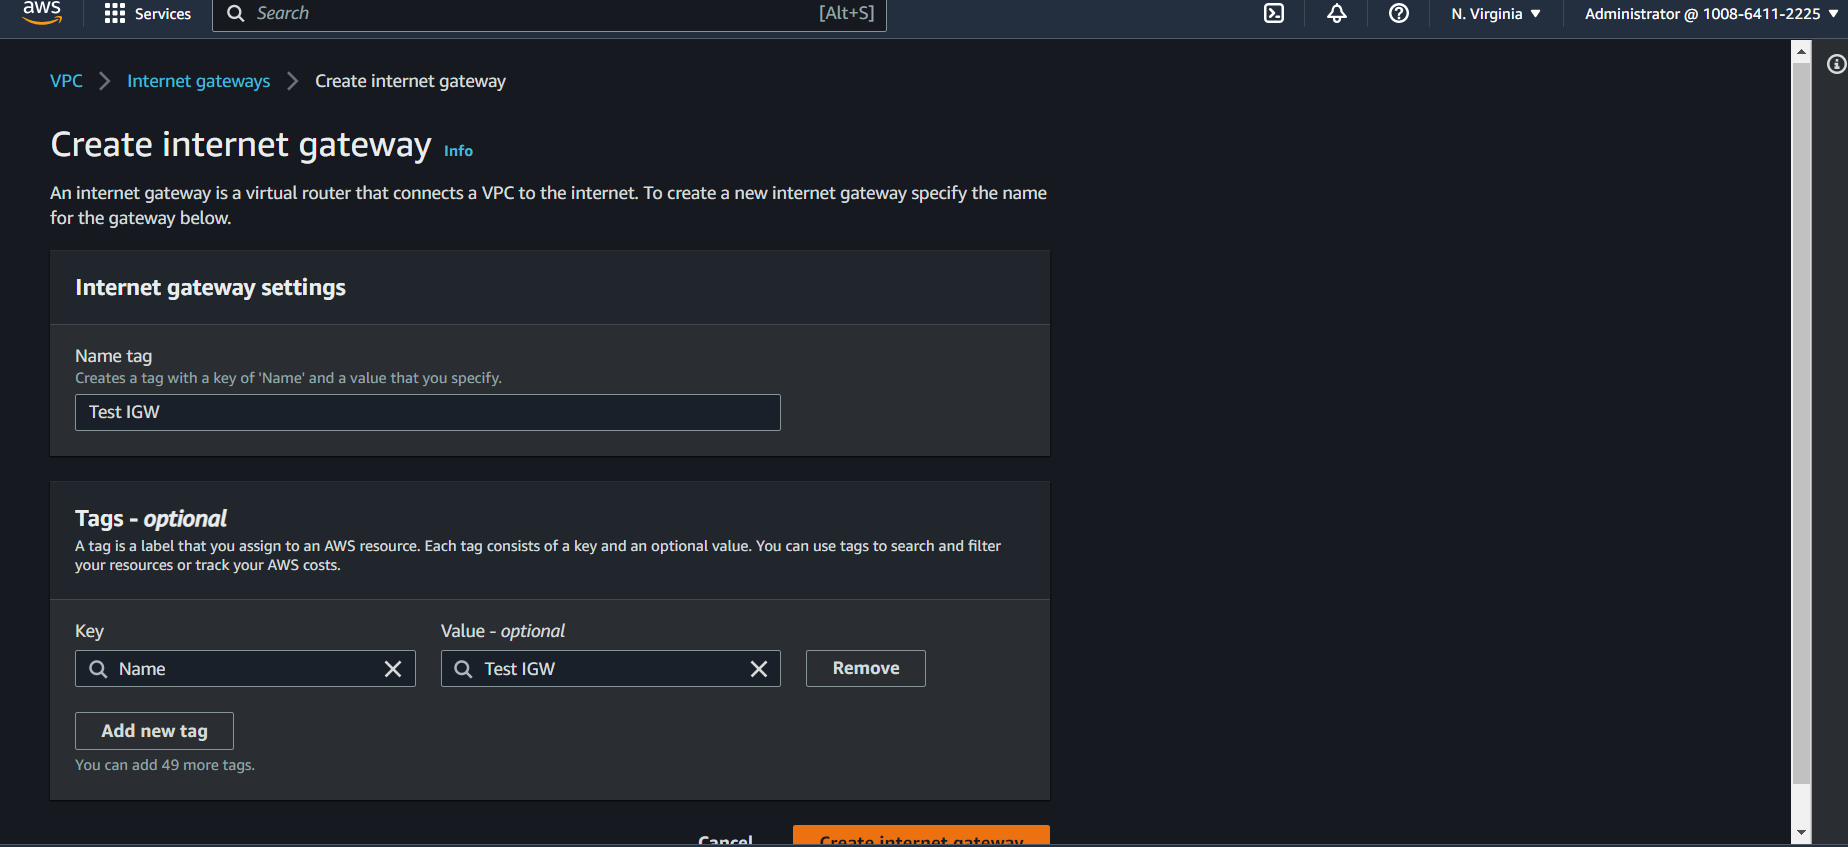 aws
Services
Search
[Alt+S]
N. Virginia
Administrator @ 1008-6411-2225
VPC
Internet gateways
Create internet gateway
Create internet gateway
Info
An internet gateway is a virtual router that connects a VPC to the internet. To create a new internet gateway specify the name
for the gateway below.
Internet gateway settings
Name tag
Creates a tag with a key of 'Name' and a value that you specify.
Test IGW
Tags - optional
A tag is a label that you assign to an AWS resource. Each tag consists of a key and an optional value. You can use tags to search and filter
your resources or track your AWS costs.
Key
Value - optional
Name
Test IGW
Remove
Add new tag
You can add 49 more tags.
Cancel
Create internet gateway